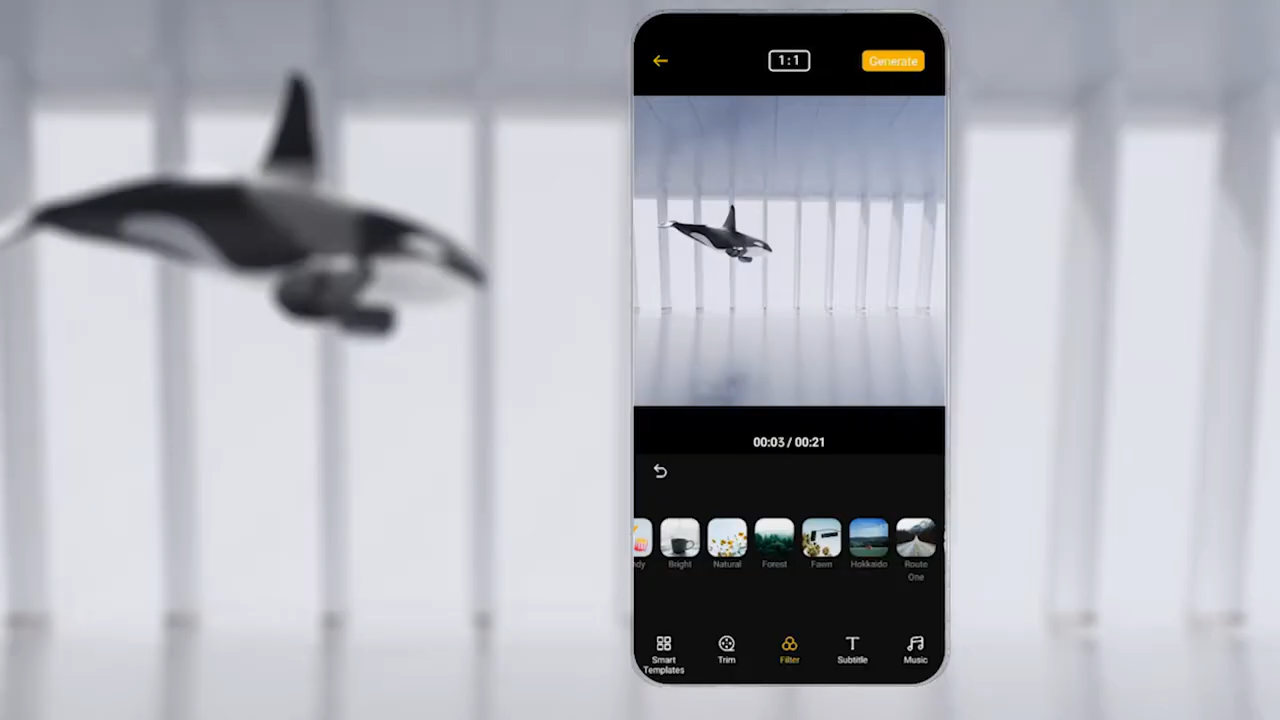 1:1
Generate
00:03 / 00:21
dy
Bright
Natural
Forest
Fawn
Hokkaido
Route
One
Smart
Templates
Trim
Filter
Subtitle
Music